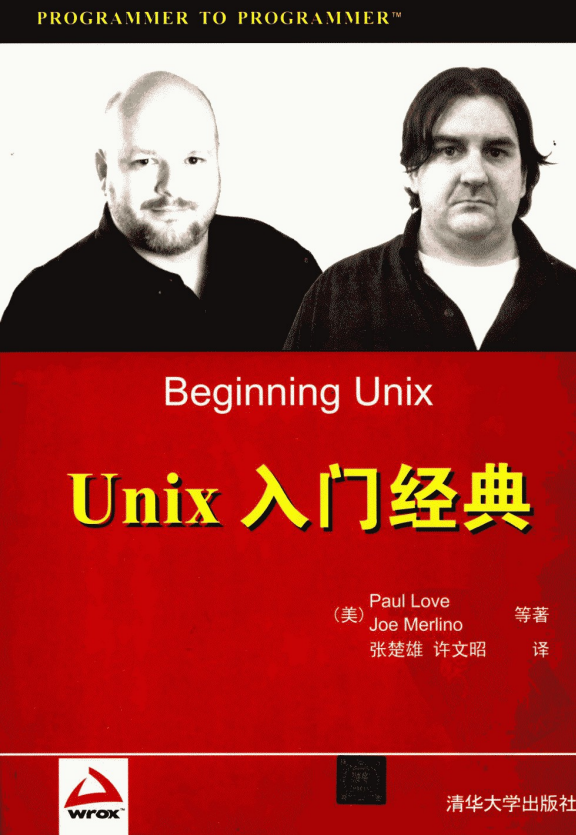 PROGRAMMER TO PROGRAMMER™
Beginning Unix
Unix 入门经典
(美) Paul Love
Joe Merlino 等著
张楚雄 许文昭 译
wrox™
清华大学出版社